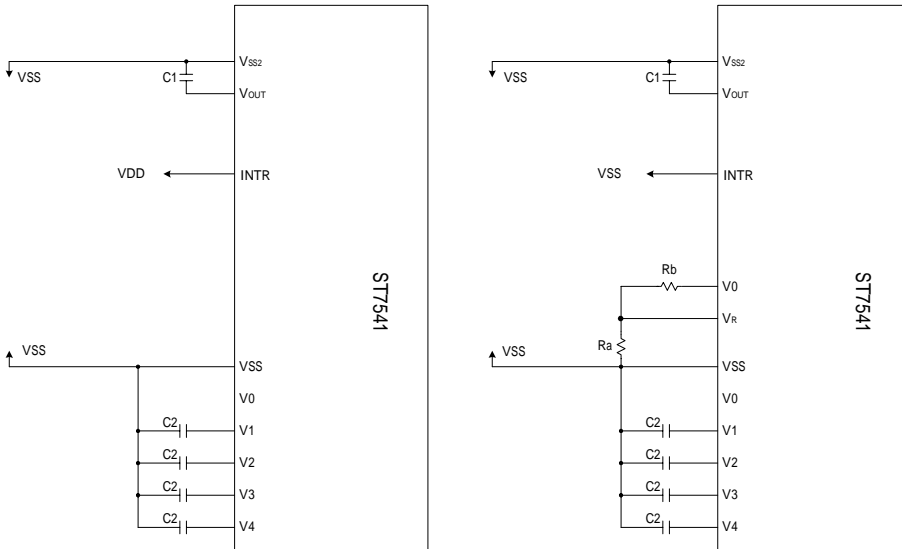 VSS2
VSS
C1
VOUT
VDD
INTR
ST7541
VSS
VSS
V0
C2
V1
C2
V2
C2
V3
C2
V4
VSS2
VSS
C1
VOUT
VSS
INTR
Rb
V0
ST7541
VR
Ra
VSS
VSS
V0
C2
V1
C2
V2
C2
V3
C2
V4